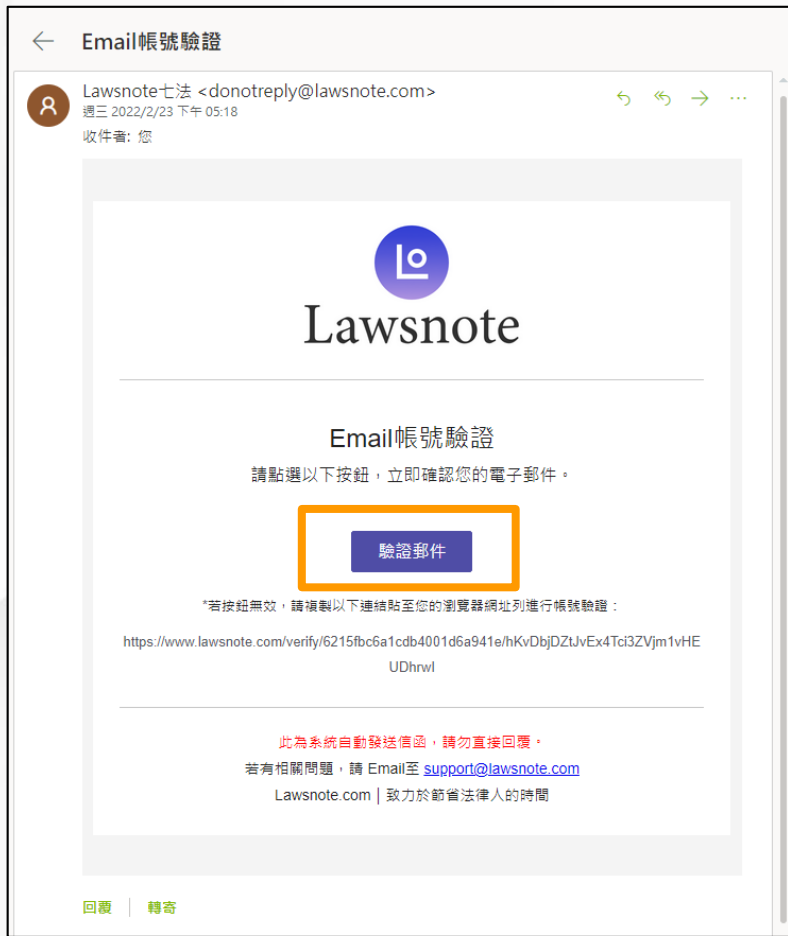 Email帳號驗證
Lawsnote七法 <donotreply@lawsnote.com>
週三 2022/2/23 下午 05:18
收件者: 您
Lawsnote
Email帳號驗證
請點選以下按鈕，立即確認您的電子郵件。
驗證郵件
*若按鈕無效，請複製以下連結貼至您的瀏覽器網址列進行帳號驗證：
https://www.lawsnote.com/verify/6215fbc6a1cdb4001d6a941e/hKvDbjDZtJvEx4Tci3ZVjm1vHE
UDhrwl
此為系統自動發送信函，請勿直接回覆。
若有相關問題，請 Email至 support@lawsnote.com
Lawsnote.com｜致力於節省法律人的時間
回覆 | 轉寄